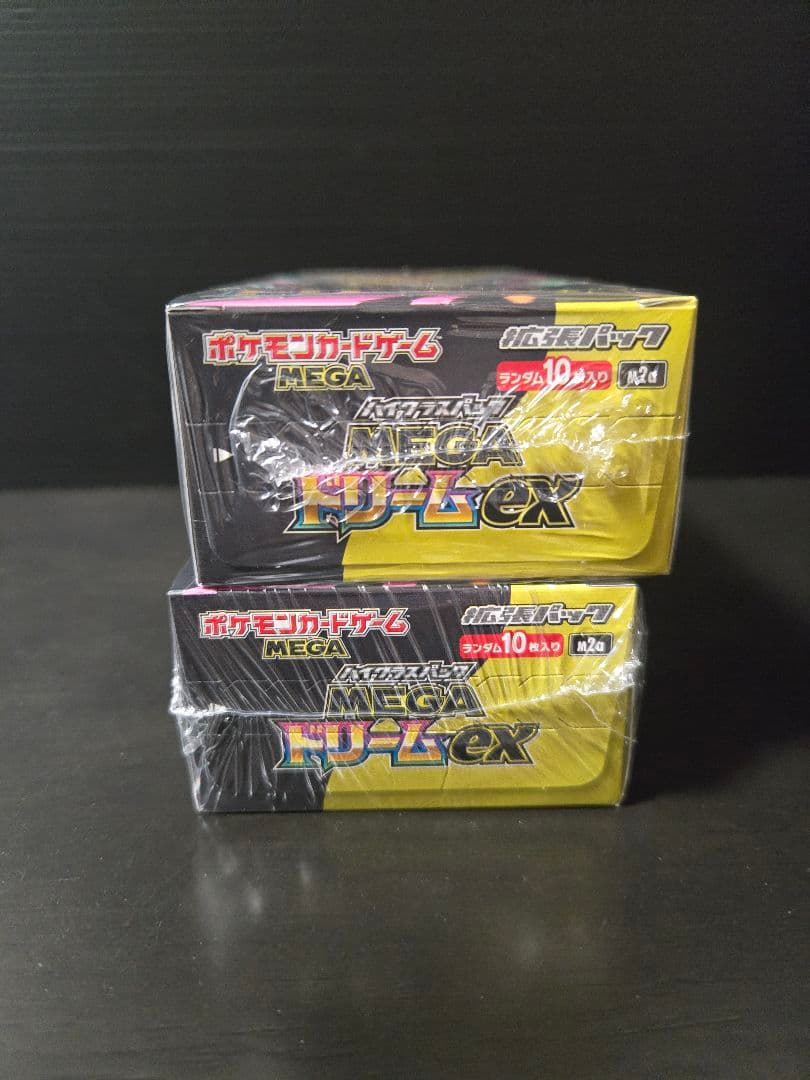 ポケモンカードゲーム
MEGA
拡張パック
ランダム10枚入り
M2a
ハイクラスパック
MEGA
ドリームex
ポケモンカードゲーム
MEGA
拡張パック
ランダム10枚入り
M2a
ハイクラスパック
MEGA
ドリームex